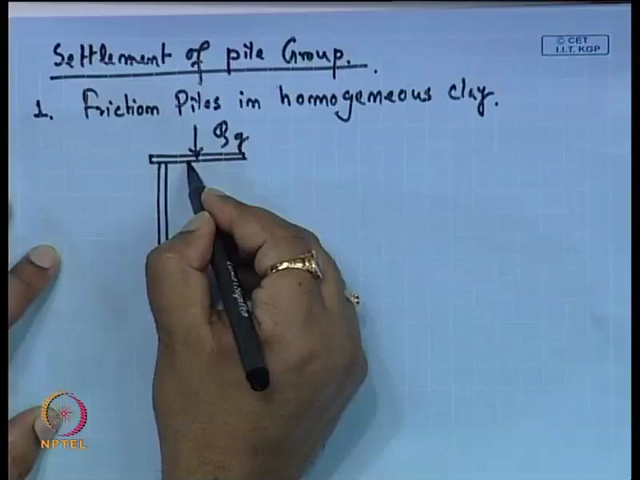 Settlement of pile Group.
© CET
I.I.T. KGP
1. Friction Piles in homogeneous clay.
Qg
NPTEL